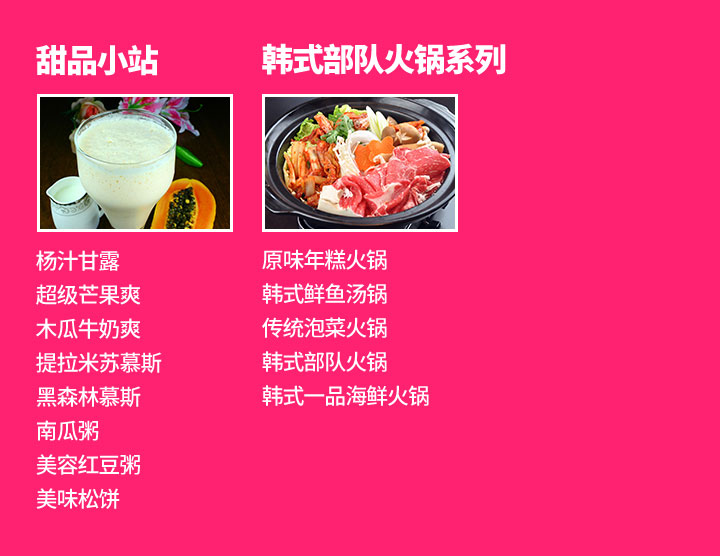 甜品小站
杨汁甘露
超级芒果爽
木瓜牛奶爽
提拉米苏慕斯
黑森林慕斯
南瓜粥
美容红豆粥
美味松饼
韩式部队火锅系列
原味年糕火锅
韩式鲜鱼汤锅
传统泡菜火锅
韩式部队火锅
韩式一品海鲜火锅